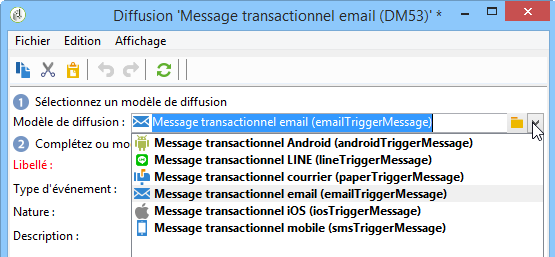 Diffusion 'Message transactionnel email (DM53)' *
Fichier Edition Affichage
1 Sélectionnez un modèle de diffusion
Modèle de diffusion : Message transactionnel email (emailTriggerMessage)
Message transactionnel Android (androidTriggerMessage)
2 Complétez ou mo
Message transactionnel LINE (lineTriggerMessage)
Libellé :
Message transactionnel courrier (paperTriggerMessage)
Type d'événement :
Message transactionnel email (emailTriggerMessage)
Nature :
Message transactionnel iOS (iosTriggerMessage)
Description :
Message transactionnel mobile (smsTriggerMessage)